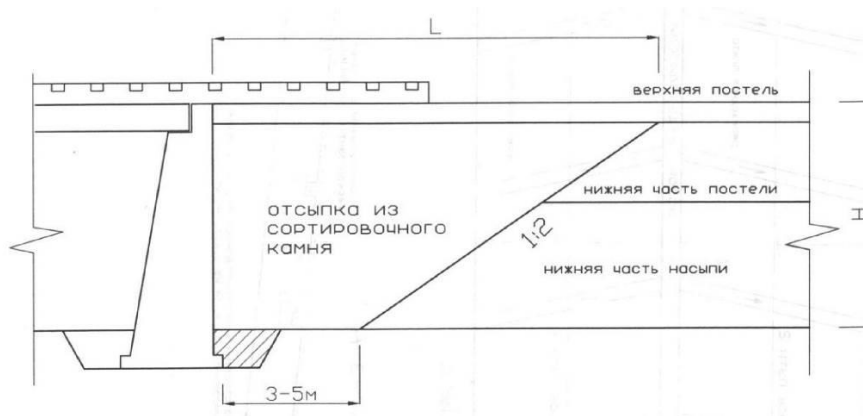 L
верхняя постель
нижняя часть постели
отсыпка из
сортировочного
камня
1:2
H
нижняя часть насыпи
3-5м